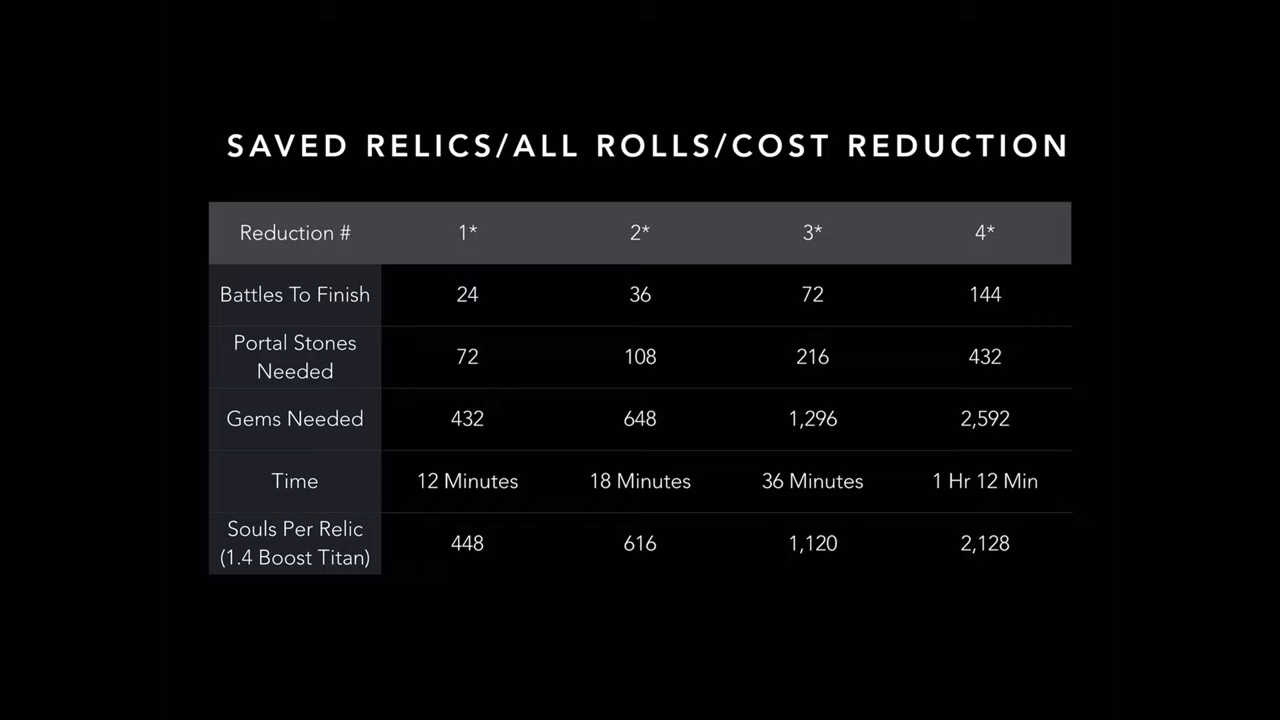 SAVED RELICS/ALL ROLLS/COST REDUCTION
Reduction # 1* 2* 3* 4*
Battles To Finish 24 36 72 144
Portal Stones
Needed 72 108 216 432
Gems Needed 432 648 1,296 2,592
Time 12 Minutes 18 Minutes 36 Minutes 1 Hr 12 Min
Souls Per Relic
(1.4 Boost Titan) 448 616 1,120 2,128